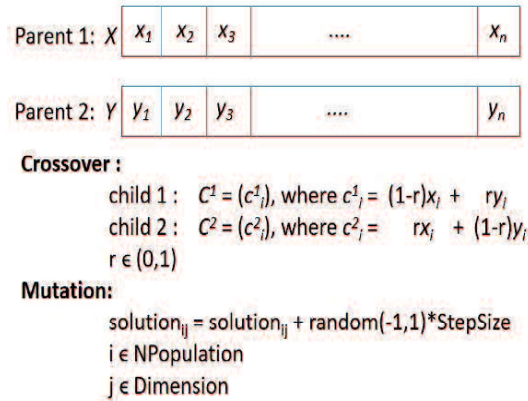 Parent 1: X x₁ x₂ x₃ .... xₙ
Parent 2: Y y₁ y₂ y₃ .... yₙ
Crossover :
child 1 : C¹ = (c¹ᵢ), where c¹ᵢ = (1-r)xᵢ + ryᵢ
child 2 : C² = (c²ᵢ), where c²ᵢ = rxᵢ + (1-r)yᵢ
r ϵ (0,1)
Mutation:
solutionᵢⱼ = solutionᵢⱼ + random(-1,1)*StepSize
i ϵ NPopulation
j ϵ Dimension